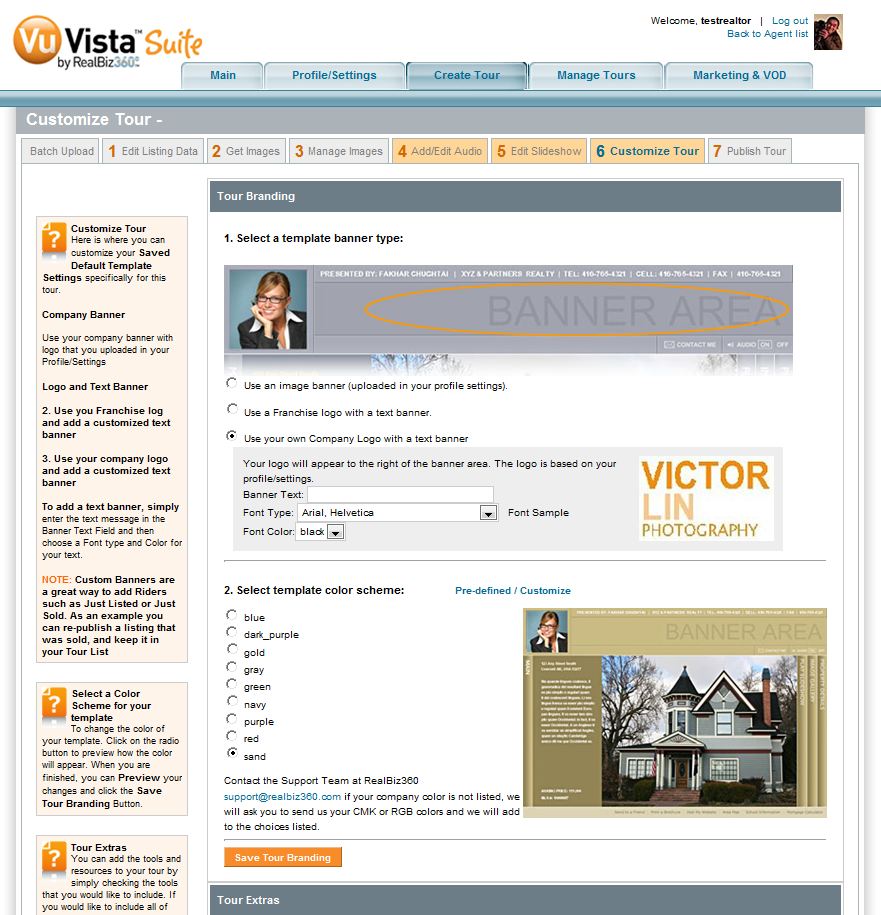 Vu Vista™ Suite
by RealBiz360
Welcome, testrealtor | Log out
Back to Agent list
Main
Profile/Settings
Create Tour
Manage Tours
Marketing & VOD
Customize Tour -
Batch Upload
1 Edit Listing Data
2 Get Images
3 Manage Images
4 Add/Edit Audio
5 Edit Slideshow
6 Customize Tour
7 Publish Tour
Customize Tour
Here is where you can
customize your Saved
Default Template
Settings specifically for this
tour.
Company Banner
Use your company banner with
logo that you uploaded in your
Profile/Settings
Logo and Text Banner
2. Use you Franchise log
and add a customized text
banner
3. Use your company logo
and add a customized text
banner
To add a text banner, simply
enter the text message in the
Banner Text Field and then
choose a Font type and Color for
your text.
NOTE: Custom Banners are
a great way to add Riders
such as Just Listed or Just
Sold. As an example you
can re-publish a listing that
was sold, and keep it in
your Tour List
Select a Color
Scheme for your
template
To change the color of
your template. Click on the radio
button to preview how the color
will appear. When you are
finished, you can Preview your
changes and click the Save
Tour Branding Button.
Tour Extras
You can add the tools and
resources to your tour by
simply checking the tools
that you would like to include. If
you would like to include all of
Tour Branding
1. Select a template banner type:
PRESENTED BY: FAKHAR CHUGHTAI | XYZ & PARTNERS REALTY | TEL: 416-765-4321 | CELL: 416-765-4321 | FAX | 416-765-4321
BANNER AREA
CONTACT ME
AUDIO ON OFF
Use an image banner (uploaded in your profile settings).
Use a Franchise logo with a text banner.
Use your own Company Logo with a text banner
Your logo will appear to the right of the banner area. The logo is based on your
profile/settings.
Banner Text:
Font Type: Arial, Helvetica Font Sample
Font Color: black
VICTOR
LIN
PHOTOGRAPHY
2. Select template color scheme:
Pre-defined / Customize
blue
dark_purple
gold
gray
green
navy
purple
red
sand
BANNER AREA
MAIN
PLAY SLIDESHOW
IMAGE GALLERY
PROPERTY DETAILS
Contact the Support Team at RealBiz360
support@realbiz360.com if your company color is not listed, we
will ask you to send us your CMK or RGB colors and we will add
to the choices listed.
Save Tour Branding
Tour Extras